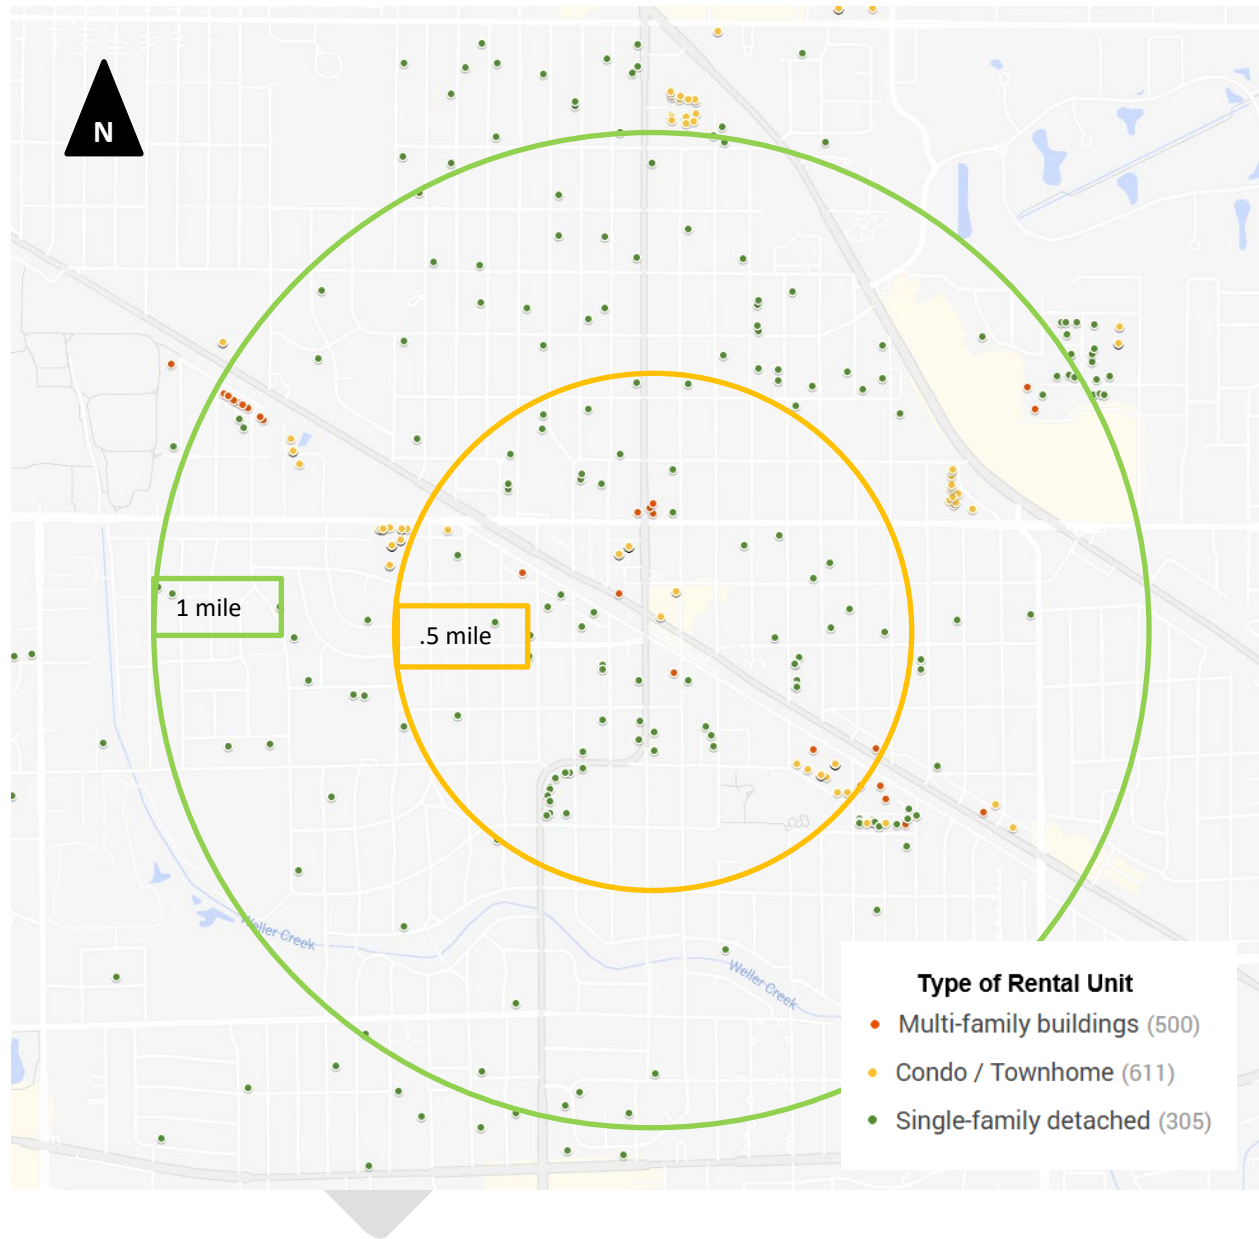 N
1 mile
.5 mile
Weller Creek
Weller Creek
Type of Rental Unit
Multi-family buildings (500)
Condo / Townhome (611)
Single-family detached (305)